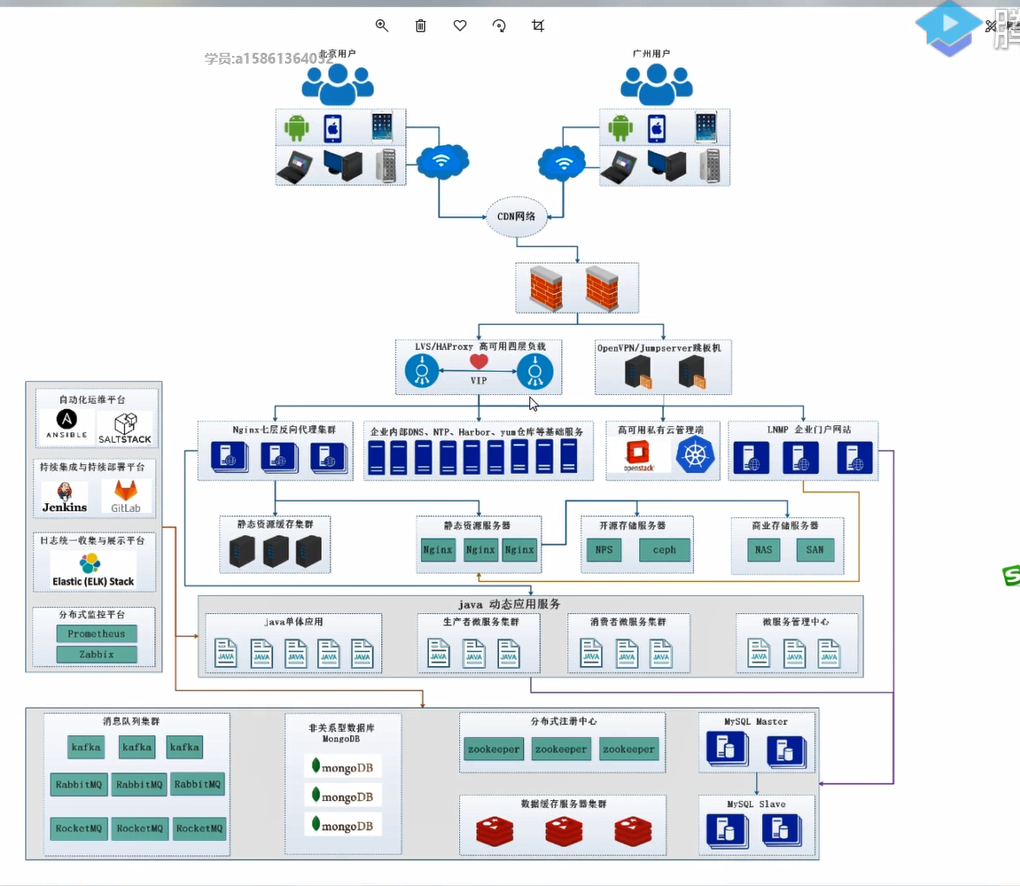 北京用户
广州用户
学员:a15861364032
CDN网络
LVS/HAProxy 高可用四层负载
VIP
OpenVPN/Jumpserver跳板机
自动化运维平台
ANSIBLE
SALTSTACK
持续集成与持续部署平台
Jenkins
GitLab
日志统一收集与展示平台
Elastic (ELK) Stack
分布式监控平台
Prometheus
Zabbix
Nginx七层反向代理集群
企业内部DNS、NTP、Harbor、yum仓库等基础服务
高可用私有云管理端
openstack
LNMP 企业门户网站
静态资源缓存集群
静态资源服务器
Nginx
Nginx
Nginx
开源存储服务器
NFS
ceph
商业存储服务器
NAS
SAN
java 动态应用服务
java单体应用
JAVA
JAVA
JAVA
JAVA
JAVA
生产者微服务集群
JAVA
JAVA
JAVA
消费者微服务集群
JAVA
JAVA
JAVA
微服务管理中心
JAVA
JAVA
JAVA
消息队列集群
kafka
kafka
kafka
RabbitMQ
RabbitMQ
RabbitMQ
RocketMQ
RocketMQ
RocketMQ
非关系型数据库
MongoDB
mongoDB
mongoDB
mongoDB
分布式注册中心
zookeeper
zookeeper
zookeeper
数据缓存服务器集群
MySQL Master
MySQL Slave